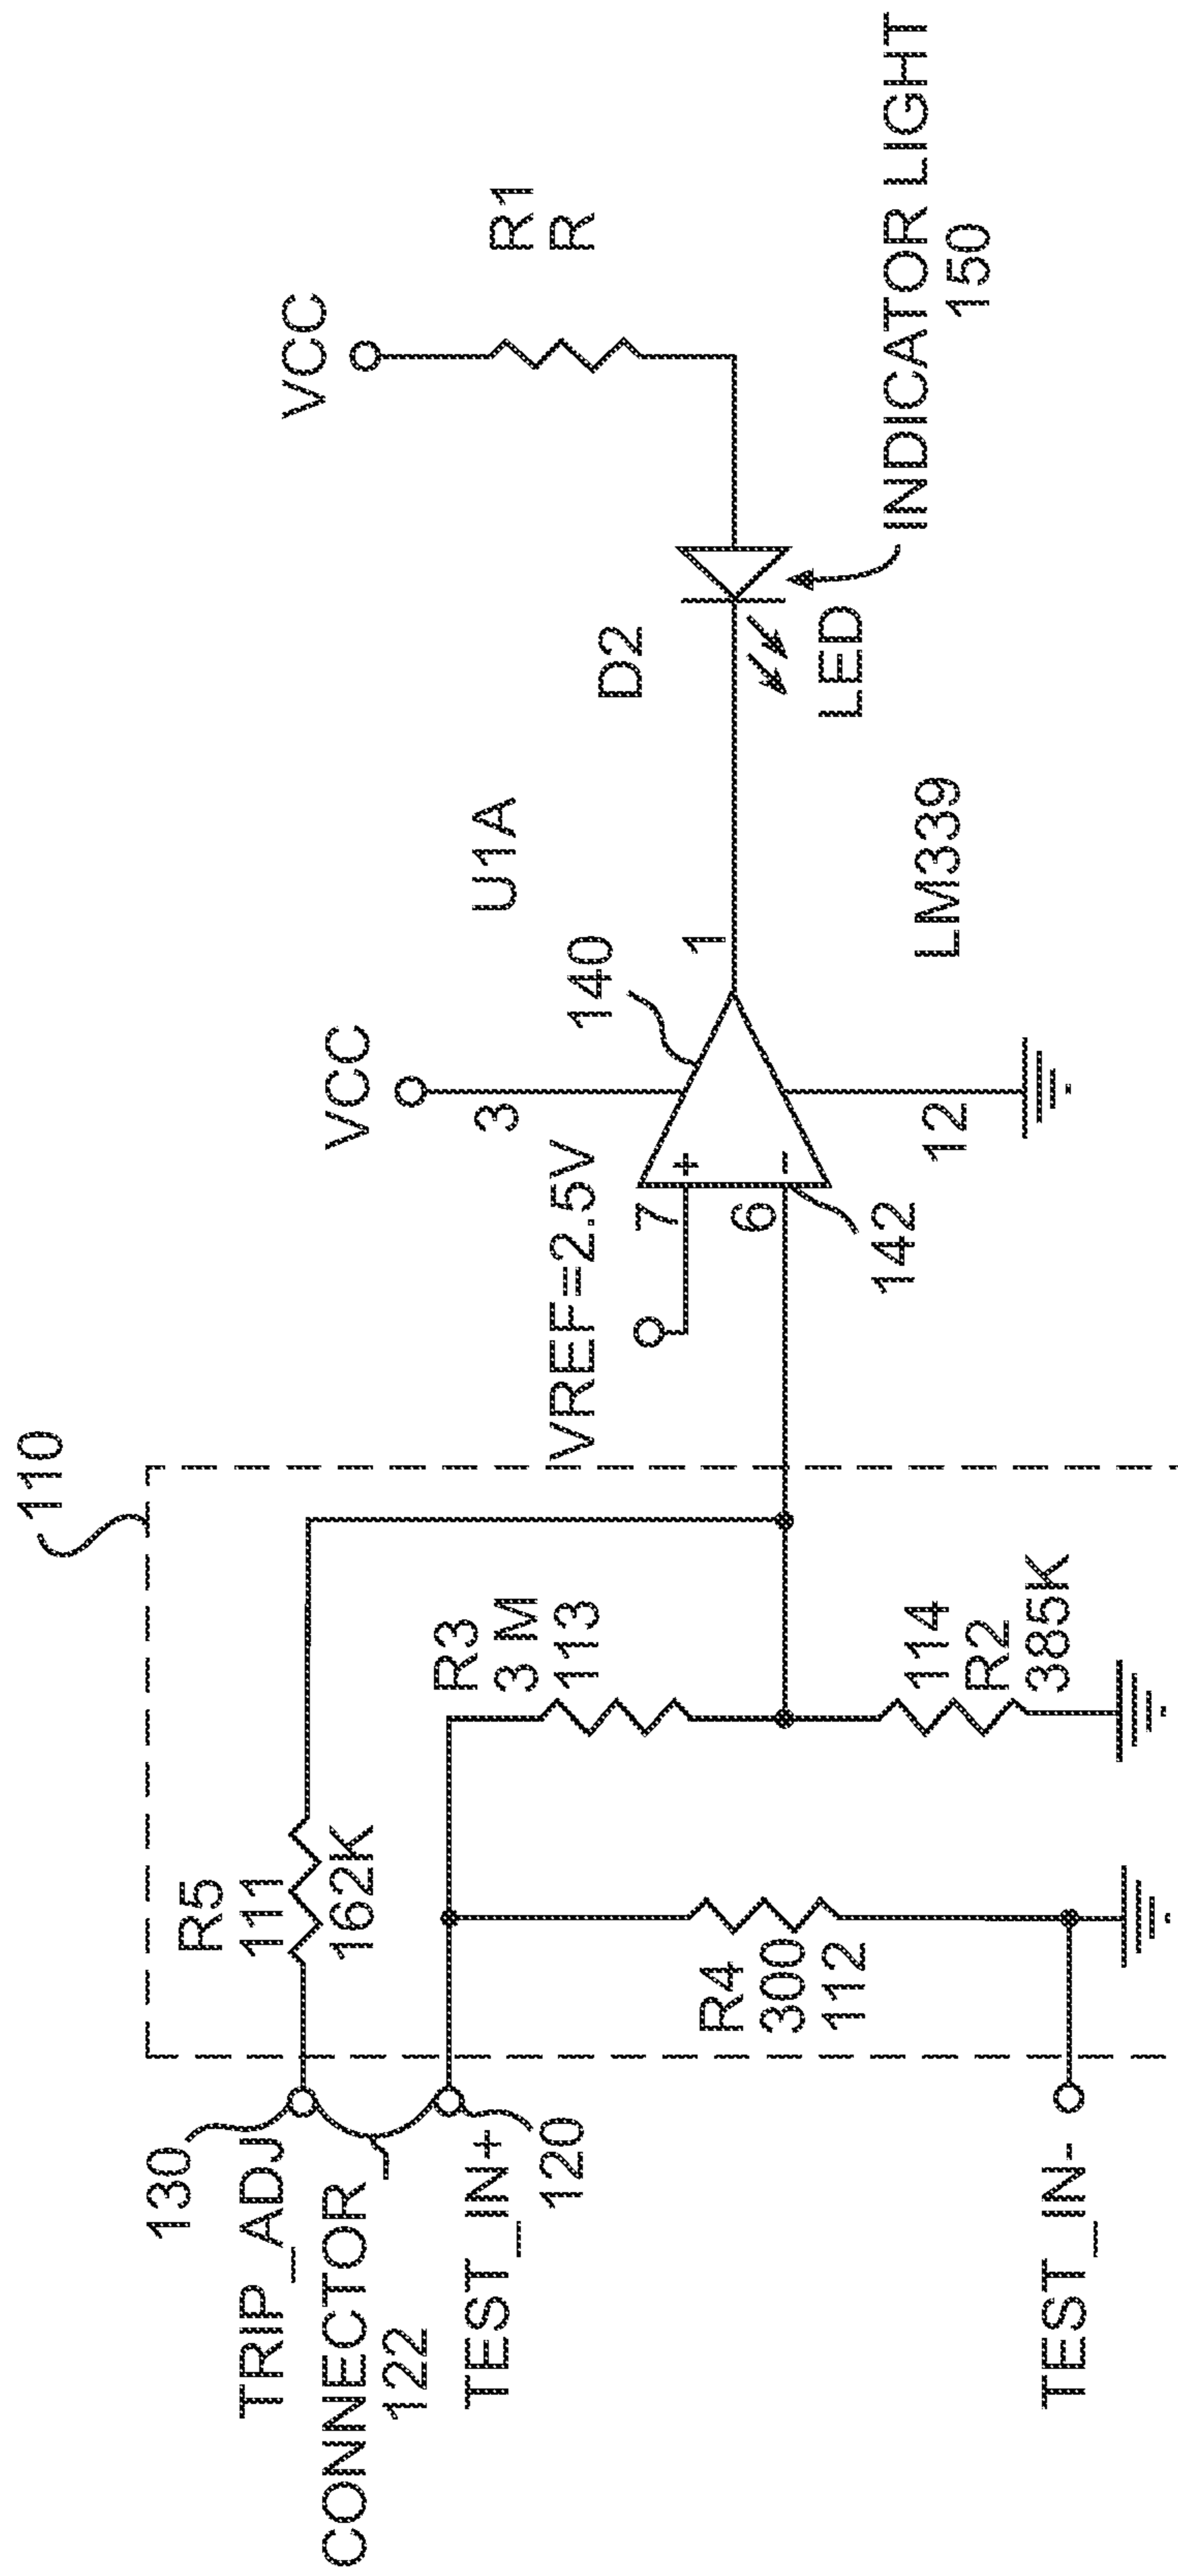 110
130
TRIP_ADJ
CONNECTOR
122
TEST_IN+
120
TEST_IN-
R5
111
162K
R4
300
112
R3
3 M
113
114
R2
385K
VREF=2.5V
7
6
+
-
142
VCC
3
12
140
U1A
1
LM339
D2
LED
VCC
R1
R
INDICATOR LIGHT
150